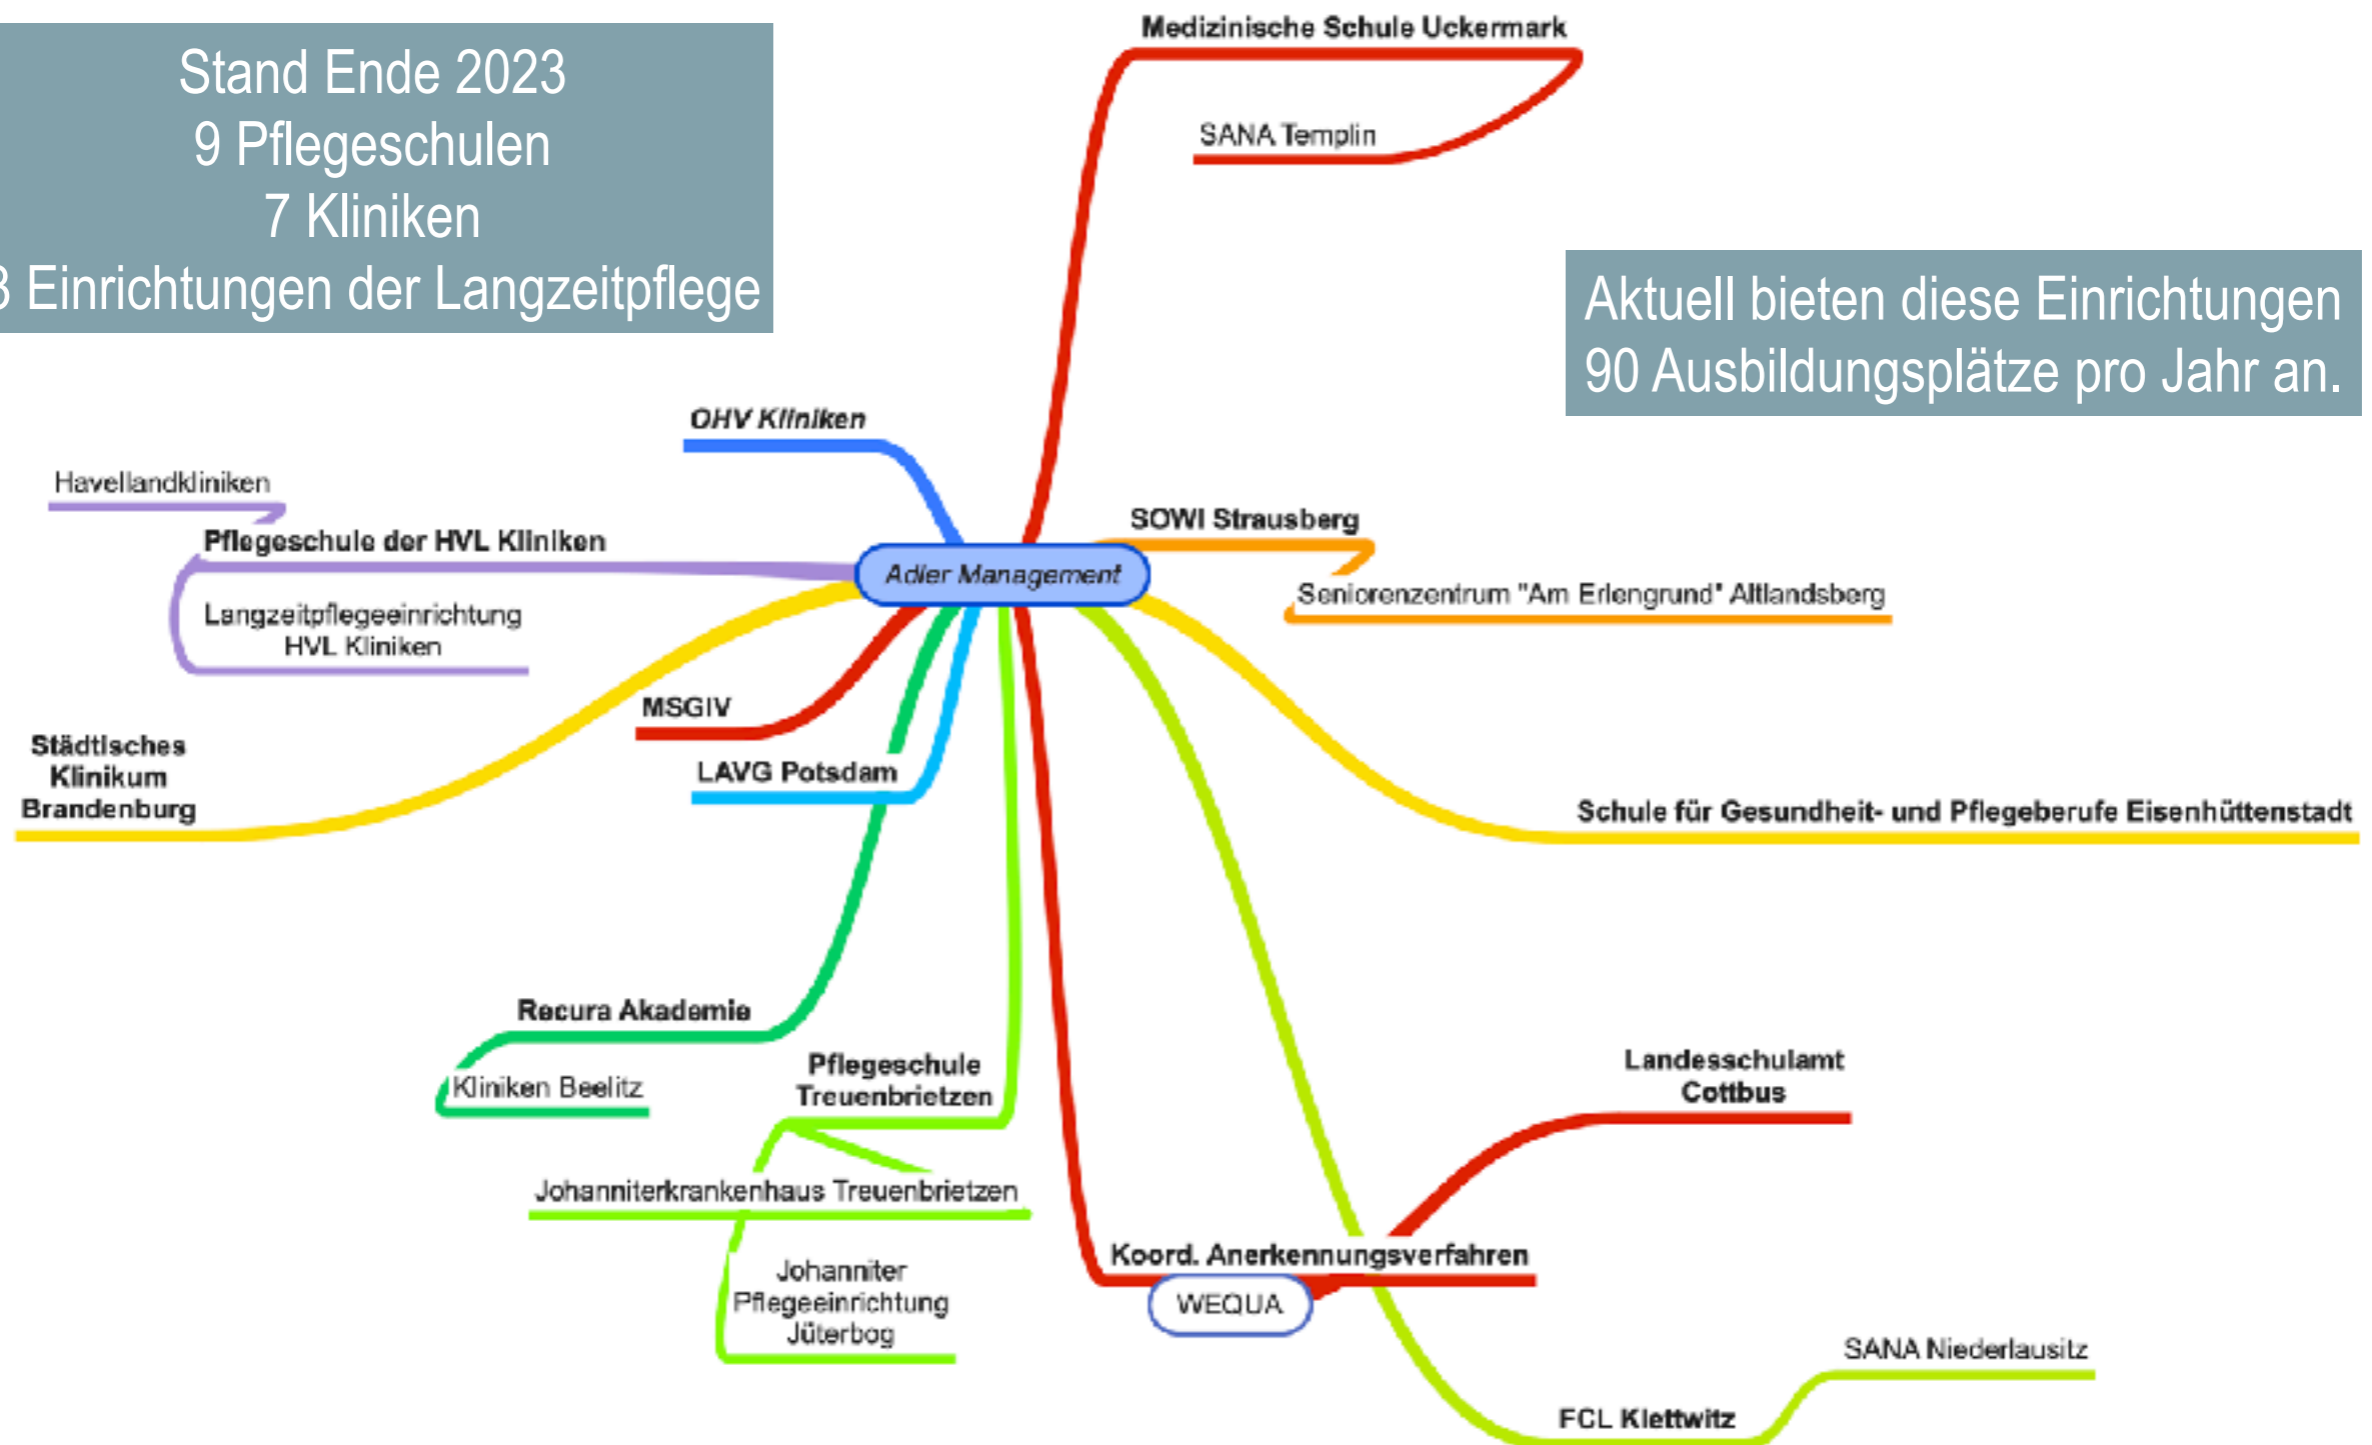 Stand Ende 2023
9 Pflegeschulen
7 Kliniken
3 Einrichtungen der Langzeitpflege
Medizinische Schule Uckermark
SANA Templin
Aktuell bieten diese Einrichtungen
90 Ausbildungsplätze pro Jahr an.
OHV Kliniken
Havellandkliniken
Pflegeschule der HVL Kliniken
Langzeitpflegeeinrichtung
HVL Kliniken
Adler Management
SOWI Strausberg
Seniorenzentrum "Am Erlengrund" Altlandsberg
MSGIV
LAVG Potsdam
Städtisches
Klinikum
Brandenburg
Schule für Gesundheit- und Pflegeberufe Eisenhüttenstadt
Recura Akademie
Kliniken Beelitz
Pflegeschule
Treuenbrietzen
Johanniterkrankenhaus Treuenbrietzen
Johanniter
Pflegeeinrichtung
Jüterbog
Landesschulamt
Cottbus
Koord. Anerkennungsverfahren
WEQUA
SANA Niederlausitz
FCL Klettwitz